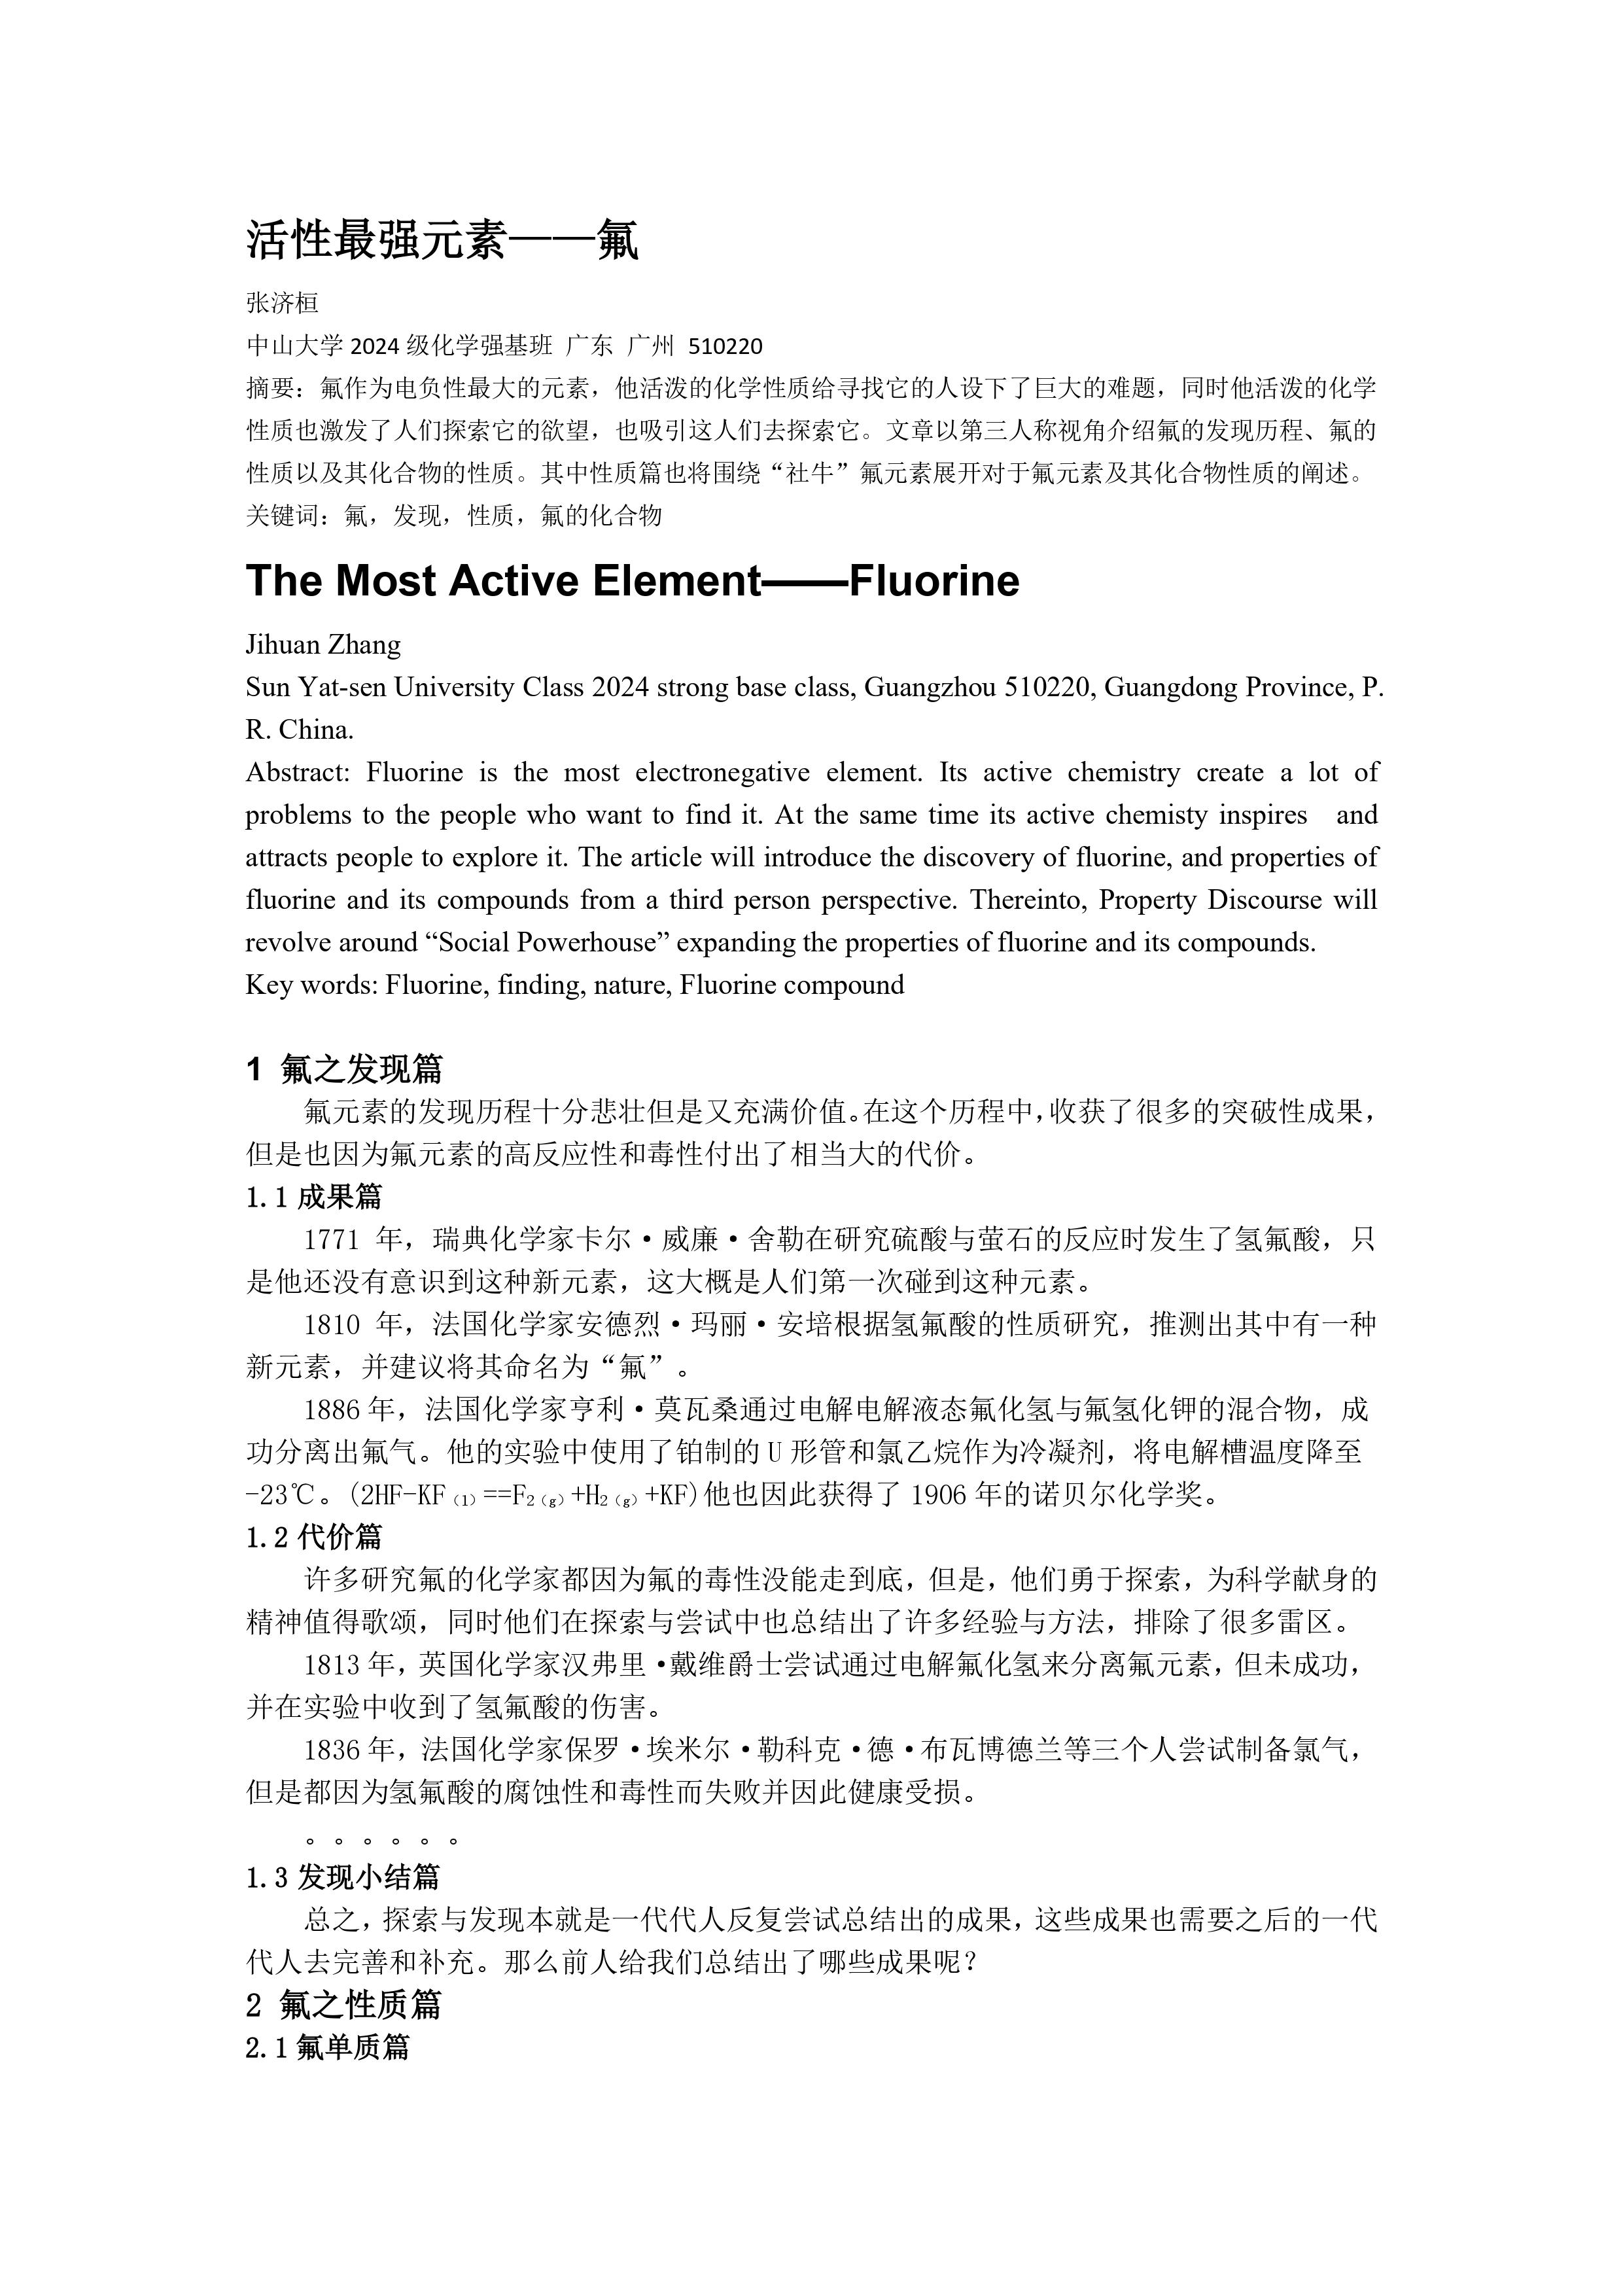 活性最强元素——氟
张济桓
中山大学 2024 级化学强基班 广东 广州 510220
摘要：氟作为电负性最大的元素，他活泼的化学性质给寻找它的人设下了巨大的难题，同时他活泼的化学
性质也激发了人们探索它的欲望，也吸引这人们去探索它。文章以第三人称视角介绍氟的发现历程、氟的
性质以及其化合物的性质。其中性质篇也将围绕“社牛”氟元素展开对于氟元素及其化合物性质的阐述。
关键词：氟，发现，性质，氟的化合物
The Most Active Element——Fluorine
Jihuan Zhang
Sun Yat-sen University Class 2024 strong base class, Guangzhou 510220, Guangdong Province, P.
R. China.
Abstract: Fluorine is the most electronegative element. Its active chemistry create a lot of
problems to the people who want to find it. At the same time its active chemisty inspires and
attracts people to explore it. The article will introduce the discovery of fluorine, and properties of
fluorine and its compounds from a third person perspective. Thereinto, Property Discourse will
revolve around “Social Powerhouse” expanding the properties of fluorine and its compounds.
Key words: Fluorine, finding, nature, Fluorine compound
1 氟之发现篇
氟元素的发现历程十分悲壮但是又充满价值。在这个历程中，收获了很多的突破性成果，
但是也因为氟元素的高反应性和毒性付出了相当大的代价。
1.1 成果篇
1771 年，瑞典化学家卡尔·威廉·舍勒在研究硫酸与萤石的反应时发生了氢氟酸，只
是他还没有意识到这种新元素，这大概是人们第一次碰到这种元素。
1810 年，法国化学家安德烈·玛丽·安培根据氢氟酸的性质研究，推测出其中有一种
新元素，并建议将其命名为“氟”。
1886 年，法国化学家亨利·莫瓦桑通过电解电解液态氟化氢与氟氢化钾的混合物，成
功分离出氟气。他的实验中使用了铂制的 U 形管和氯乙烷作为冷凝剂，将电解槽温度降至
-23℃。(2HF-KF（l）==F₂（g）+H₂（g）+KF)他也因此获得了 1906 年的诺贝尔化学奖。
1.2 代价篇
许多研究氟的化学家都因为氟的毒性没能走到底，但是，他们勇于探索，为科学献身的
精神值得歌颂，同时他们在探索与尝试中也总结出了许多经验与方法，排除了很多雷区。
1813 年，英国化学家汉弗里·戴维爵士尝试通过电解氟化氢来分离氟元素，但未成功，
并在实验中收到了氢氟酸的伤害。
1836 年，法国化学家保罗·埃米尔·勒科克·德·布瓦博德兰等三个人尝试制备氯气，
但是都因为氢氟酸的腐蚀性和毒性而失败并因此健康受损。
。。。。。。
1.3 发现小结篇
总之，探索与发现本就是一代代人反复尝试总结出的成果，这些成果也需要之后的一代
代人去完善和补充。那么前人给我们总结出了哪些成果呢？
2 氟之性质篇
2.1 氟单质篇